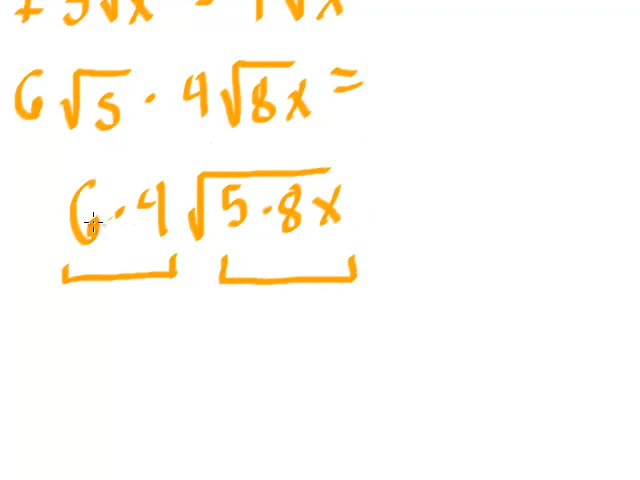 6√5 · 4√8x =
6 · 4 √5 · 8x